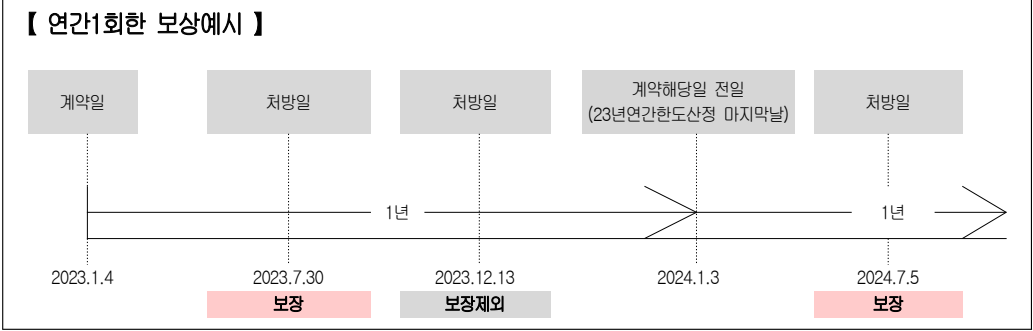 【 연간1회한 보상예시 】
계약일
처방일
처방일
계약해당일 전일
(23년연간한도산정 마지막날)
처방일
1년
1년
2023.1.4
2023.7.30
2023.12.13
2024.1.3
2024.7.5
보장
보장제외
보장